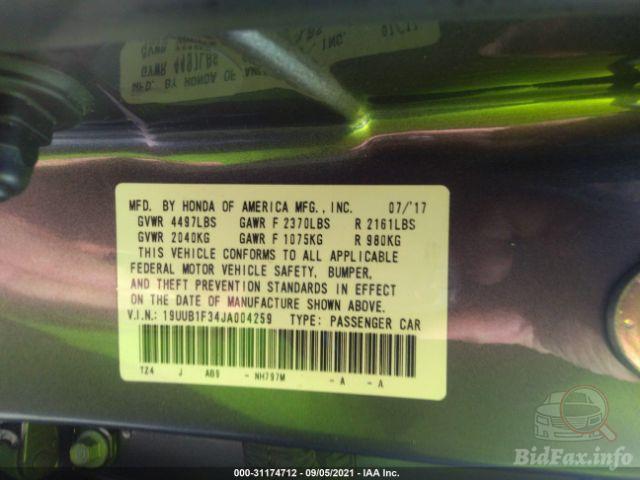 MFD. BY HONDA OF AMERICA MFG., INC. 07/'17
GVWR 4497LBS GAWR F 2370LBS R 2161LBS
GVWR 2040KG GAWR F 1075KG R 980KG
THIS VEHICLE CONFORMS TO ALL APPLICABLE
FEDERAL MOTOR VEHICLE SAFETY, BUMPER,
AND THEFT PREVENTION STANDARDS IN EFFECT
ON THE DATE OF MANUFACTURE SHOWN ABOVE.
V.I.N.: 19UUB1F34JA004259 TYPE: PASSENGER CAR
TZ4 J AB9 - NH797M - A - A
BidFax.info
000-31174712 - 09/05/2021 - IAA Inc.